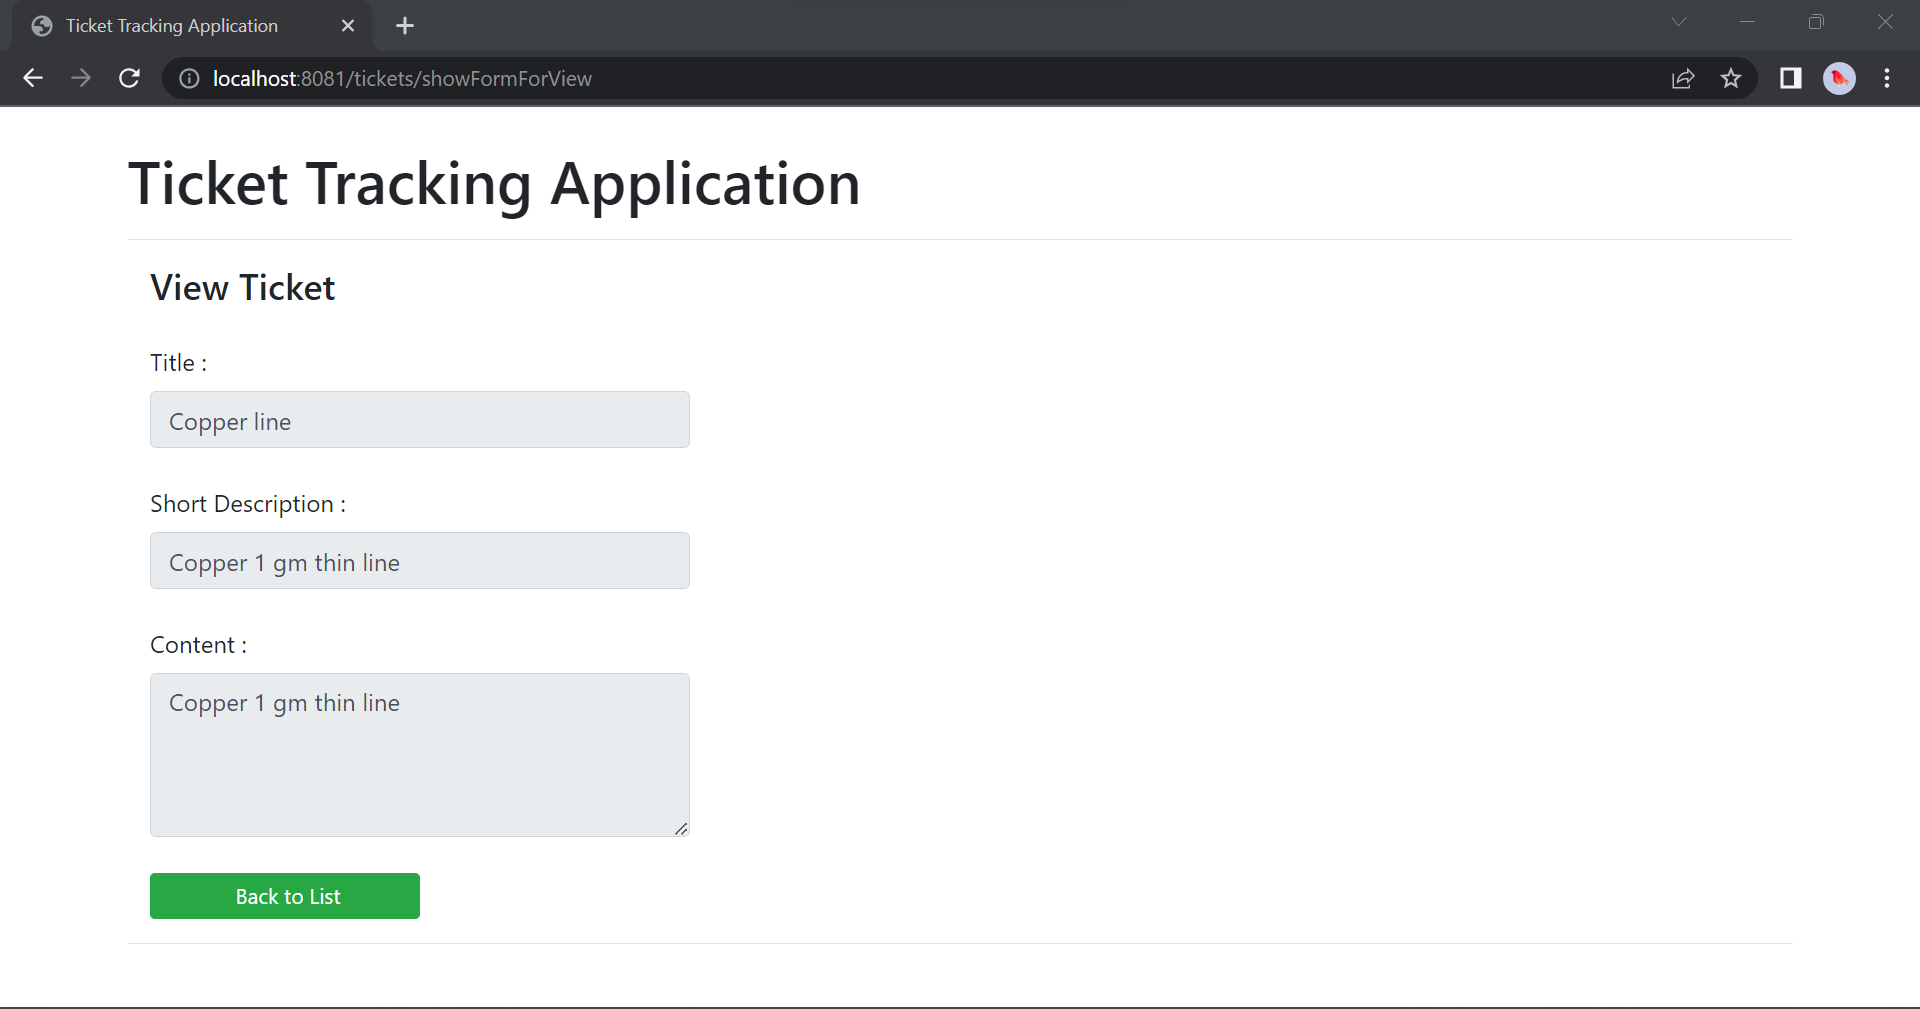 Ticket Tracking Application
localhost:8081/tickets/showFormForView
Ticket Tracking Application
View Ticket
Title :
Copper line
Short Description :
Copper 1 gm thin line
Content :
Copper 1 gm thin line
Back to List